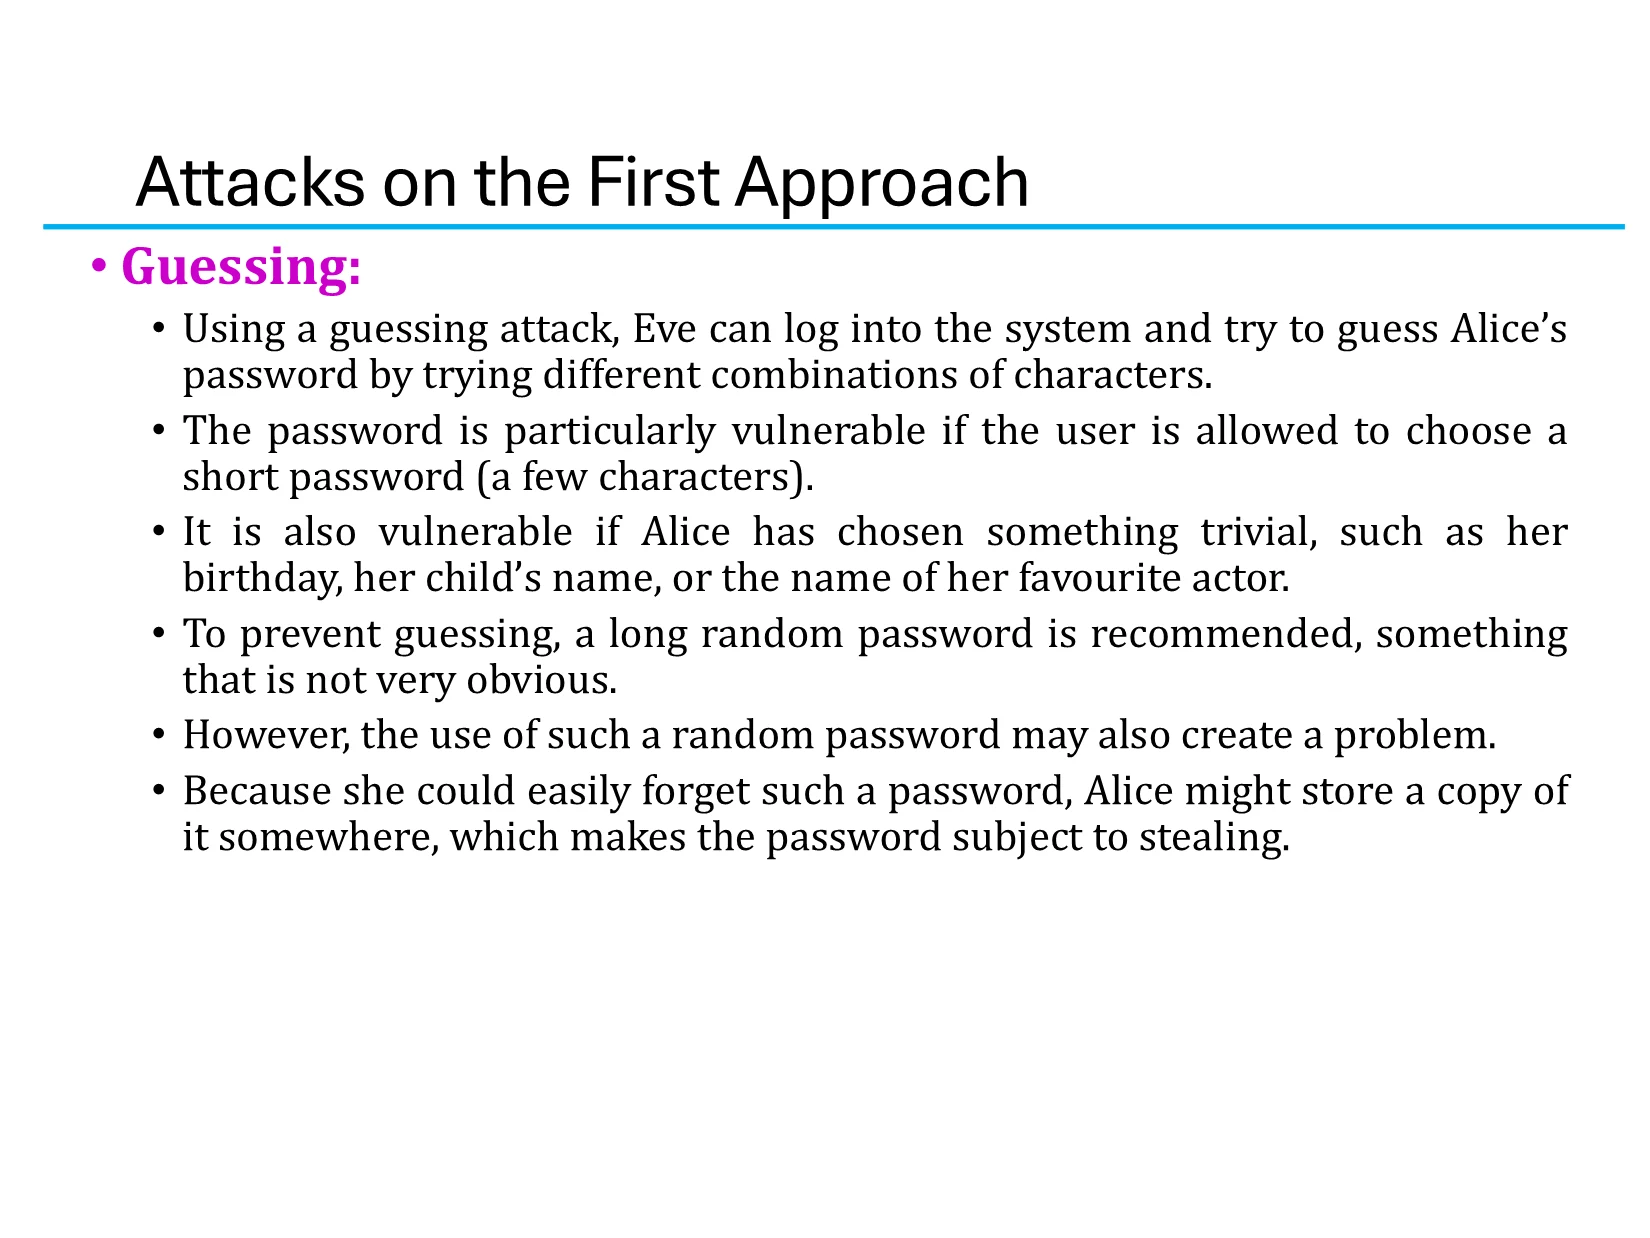 Attacks on the First Approach
• Guessing:
• Using a guessing attack, Eve can log into the system and try to guess Alice’s
password by trying different combinations of characters.
• The password is particularly vulnerable if the user is allowed to choose a
short password (a few characters).
• It is also vulnerable if Alice has chosen something trivial, such as her
birthday, her child’s name, or the name of her favourite actor.
• To prevent guessing, a long random password is recommended, something
that is not very obvious.
• However, the use of such a random password may also create a problem.
• Because she could easily forget such a password, Alice might store a copy of
it somewhere, which makes the password subject to stealing.